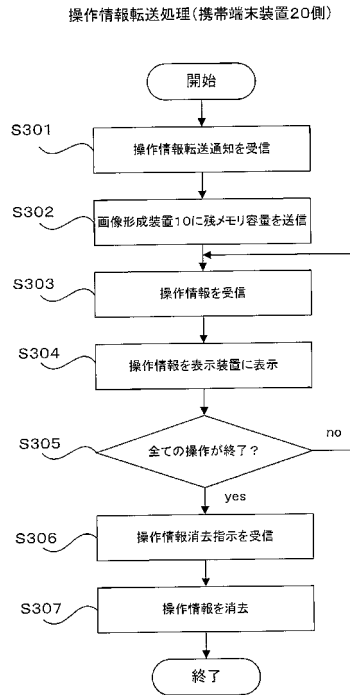 操作情報転送処理(携帯端末装置20側)
開始
S301
操作情報転送通知を受信
S302
画像形成装置10に残メモリ容量を送信
S303
操作情報を受信
S304
操作情報を表示装置に表示
S305
全ての操作が終了?
no
yes
S306
操作情報消去指示を受信
S307
操作情報を消去
終了